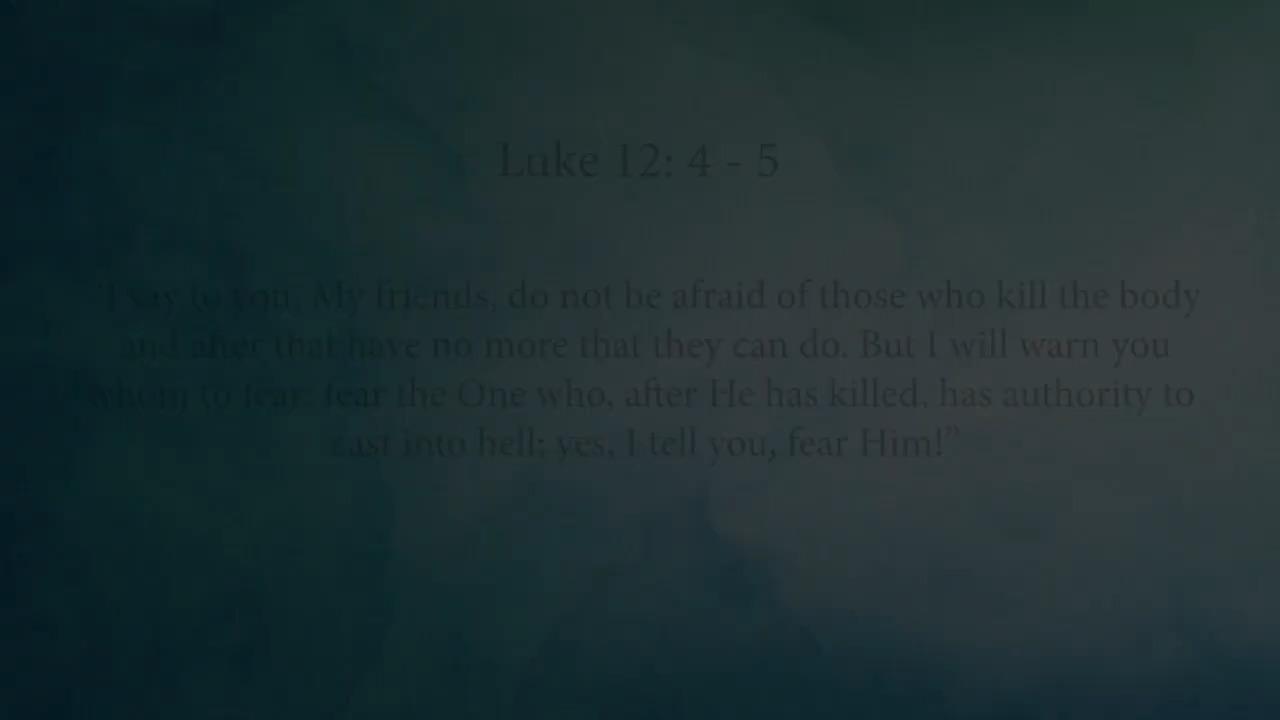 Luke 12: 4 - 5
"I say to you, My friends, do not be afraid of those who kill the body
and after that have no more that they can do. But I will warn you
whom to fear: fear the One who, after He has killed, has authority to
cast into hell; yes, I tell you, fear Him!”